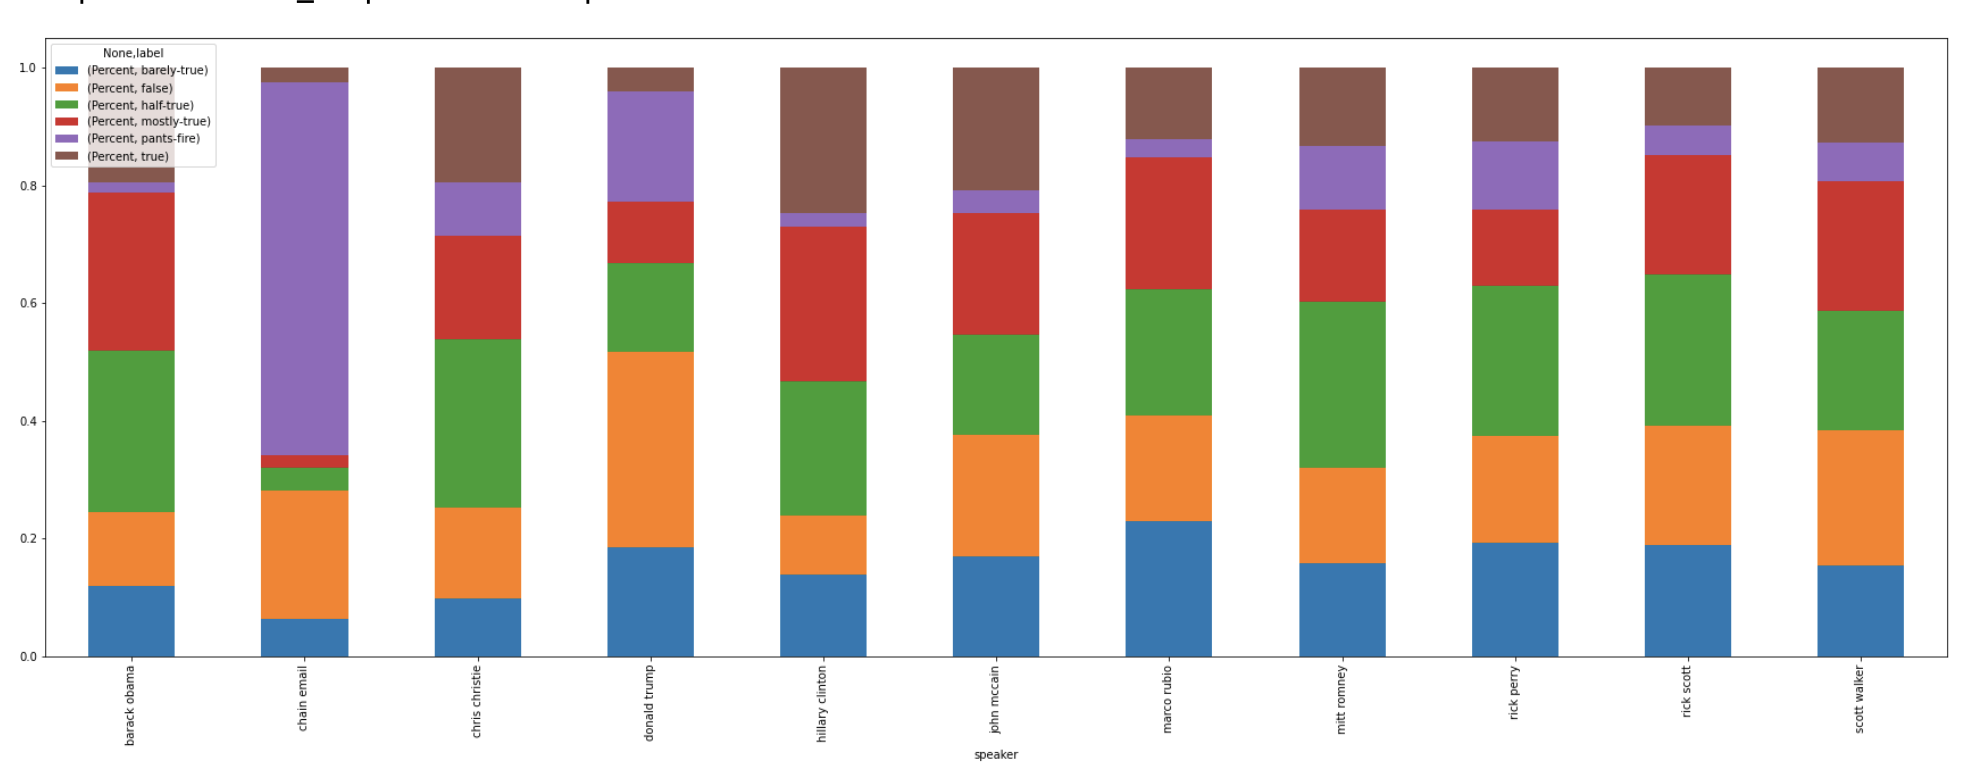 None,label
(Percent, barely-true)
(Percent, false)
(Percent, half-true)
(Percent, mostly-true)
(Percent, pants-fire)
(Percent, true)
1.0
0.8
0.6
0.4
0.2
0.0
barack obama
chain email
chris christie
donald trump
hillary clinton
john mccain
marco rubio
mitt romney
rick perry
rick scott
scott walker
speaker